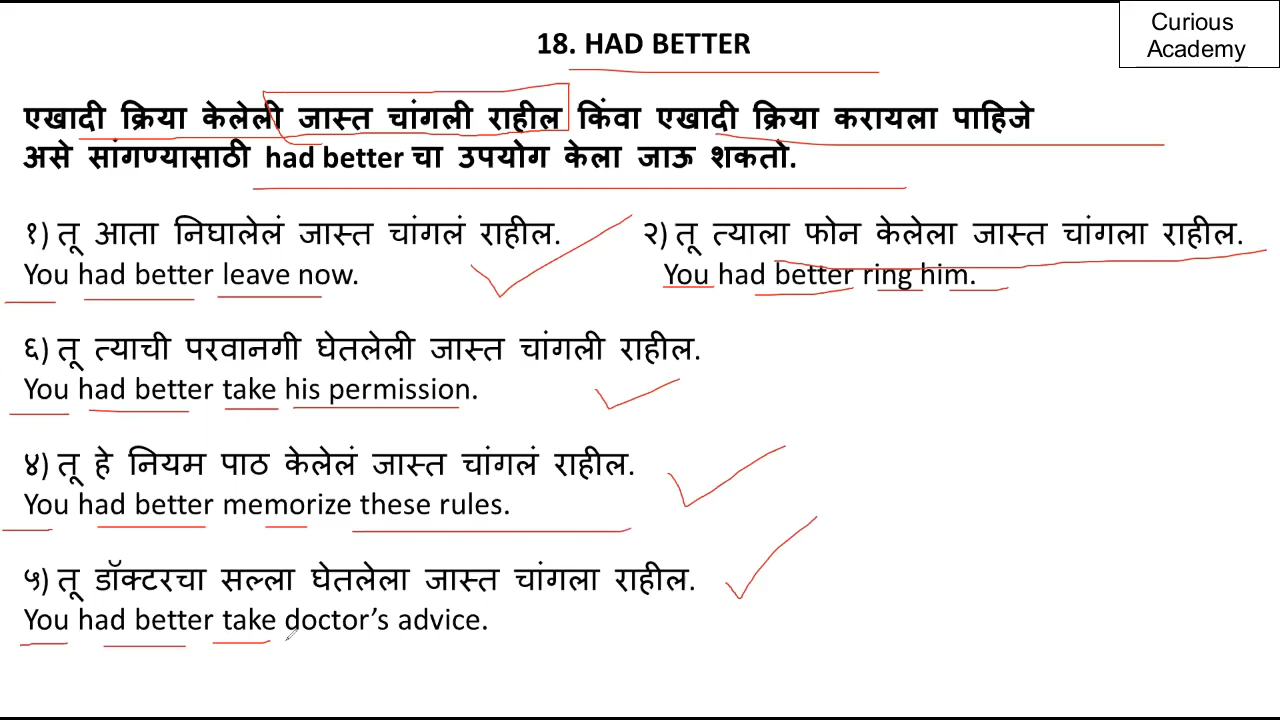 Curious
Academy
18. HAD BETTER
एखादी क्रिया केलेली जास्त चांगली राहील किंवा एखादी क्रिया करायला पाहिजे
असे सांगण्यासाठी had better चा उपयोग केला जाऊ शकतो.
१) तू आता निघालेलं जास्त चांगलं राहील.
You had better leave now.
२) तू त्याला फोन केलेला जास्त चांगला राहील.
You had better ring him.
६) तू त्याची परवानगी घेतलेली जास्त चांगली राहील.
You had better take his permission.
४) तू हे नियम पाठ केलेलं जास्त चांगलं राहील.
You had better memorize these rules.
५) तू डॉक्टरचा सल्ला घेतलेला जास्त चांगला राहील.
You had better take doctor’s advice.